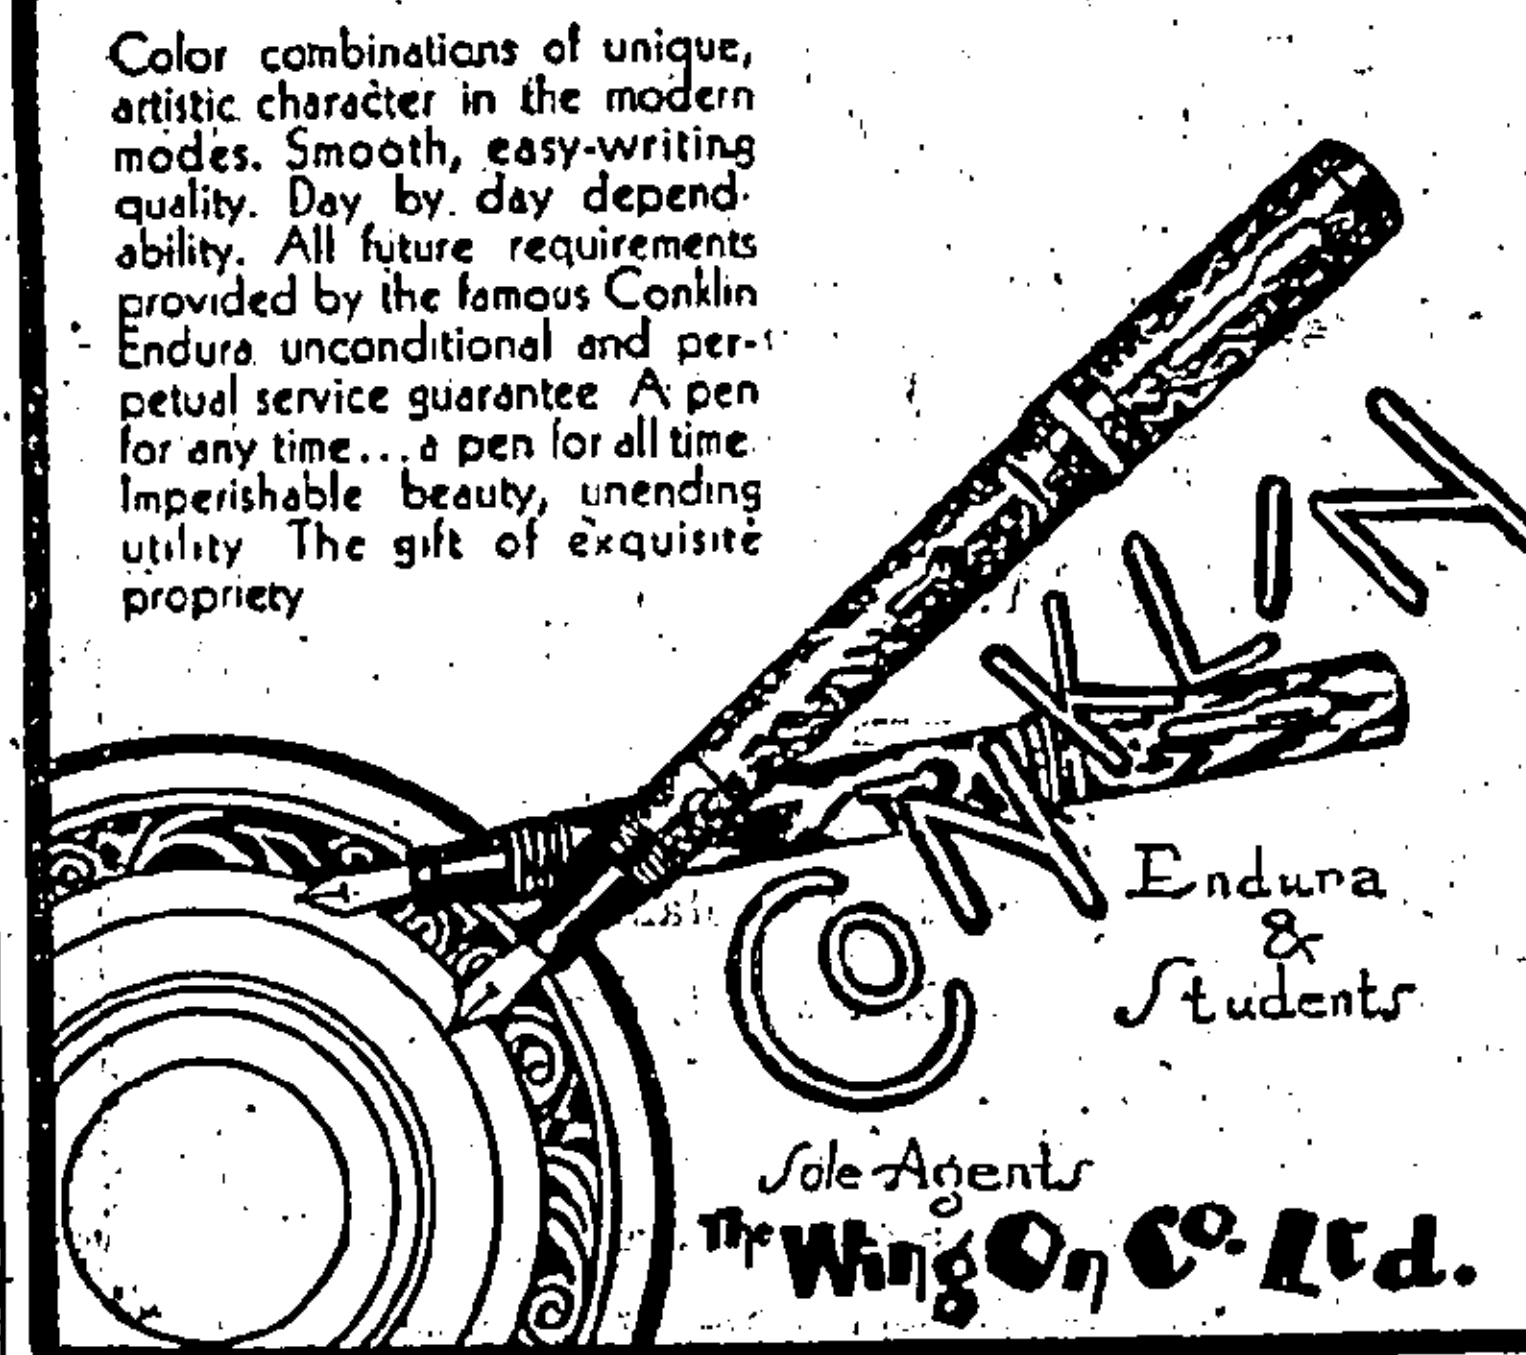 Color combinations of unique,
artistic character in the modern
modes. Smooth, easy-writing
quality. Day by day depend-
ability. All future requirements
provided by the famous Conklin
Endura unconditional and per-
petual service guarantee A pen
for any time...a pen for all time
Imperishable beauty, unending
utility The gift of exquisite
propriety
CONKLIN
Endura
&
Students
Sole Agents
The Wing On Co. Ltd.